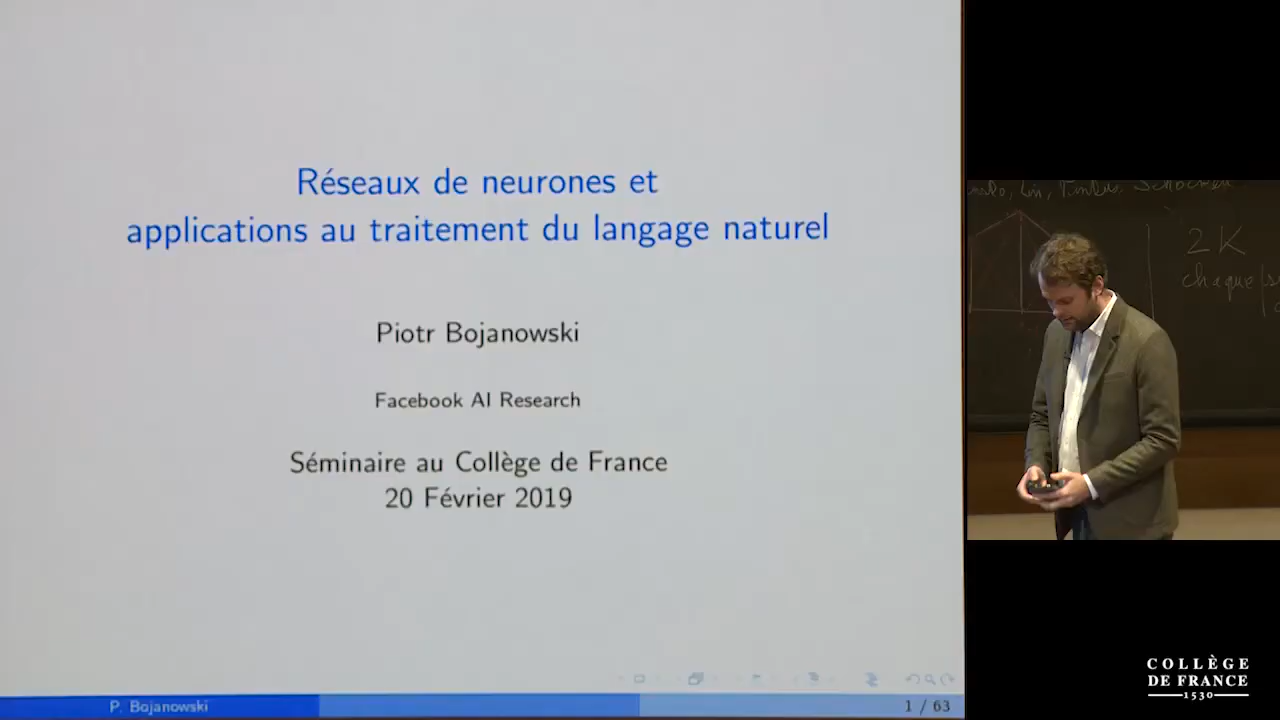 Réseaux de neurones et
applications au traitement du langage naturel
Piotr Bojanowski
Facebook AI Research
Séminaire au Collège de France
20 Février 2019
P. Bojanowski
1 / 63
2K
chaque
COLLÈGE
DE FRANCE
1530